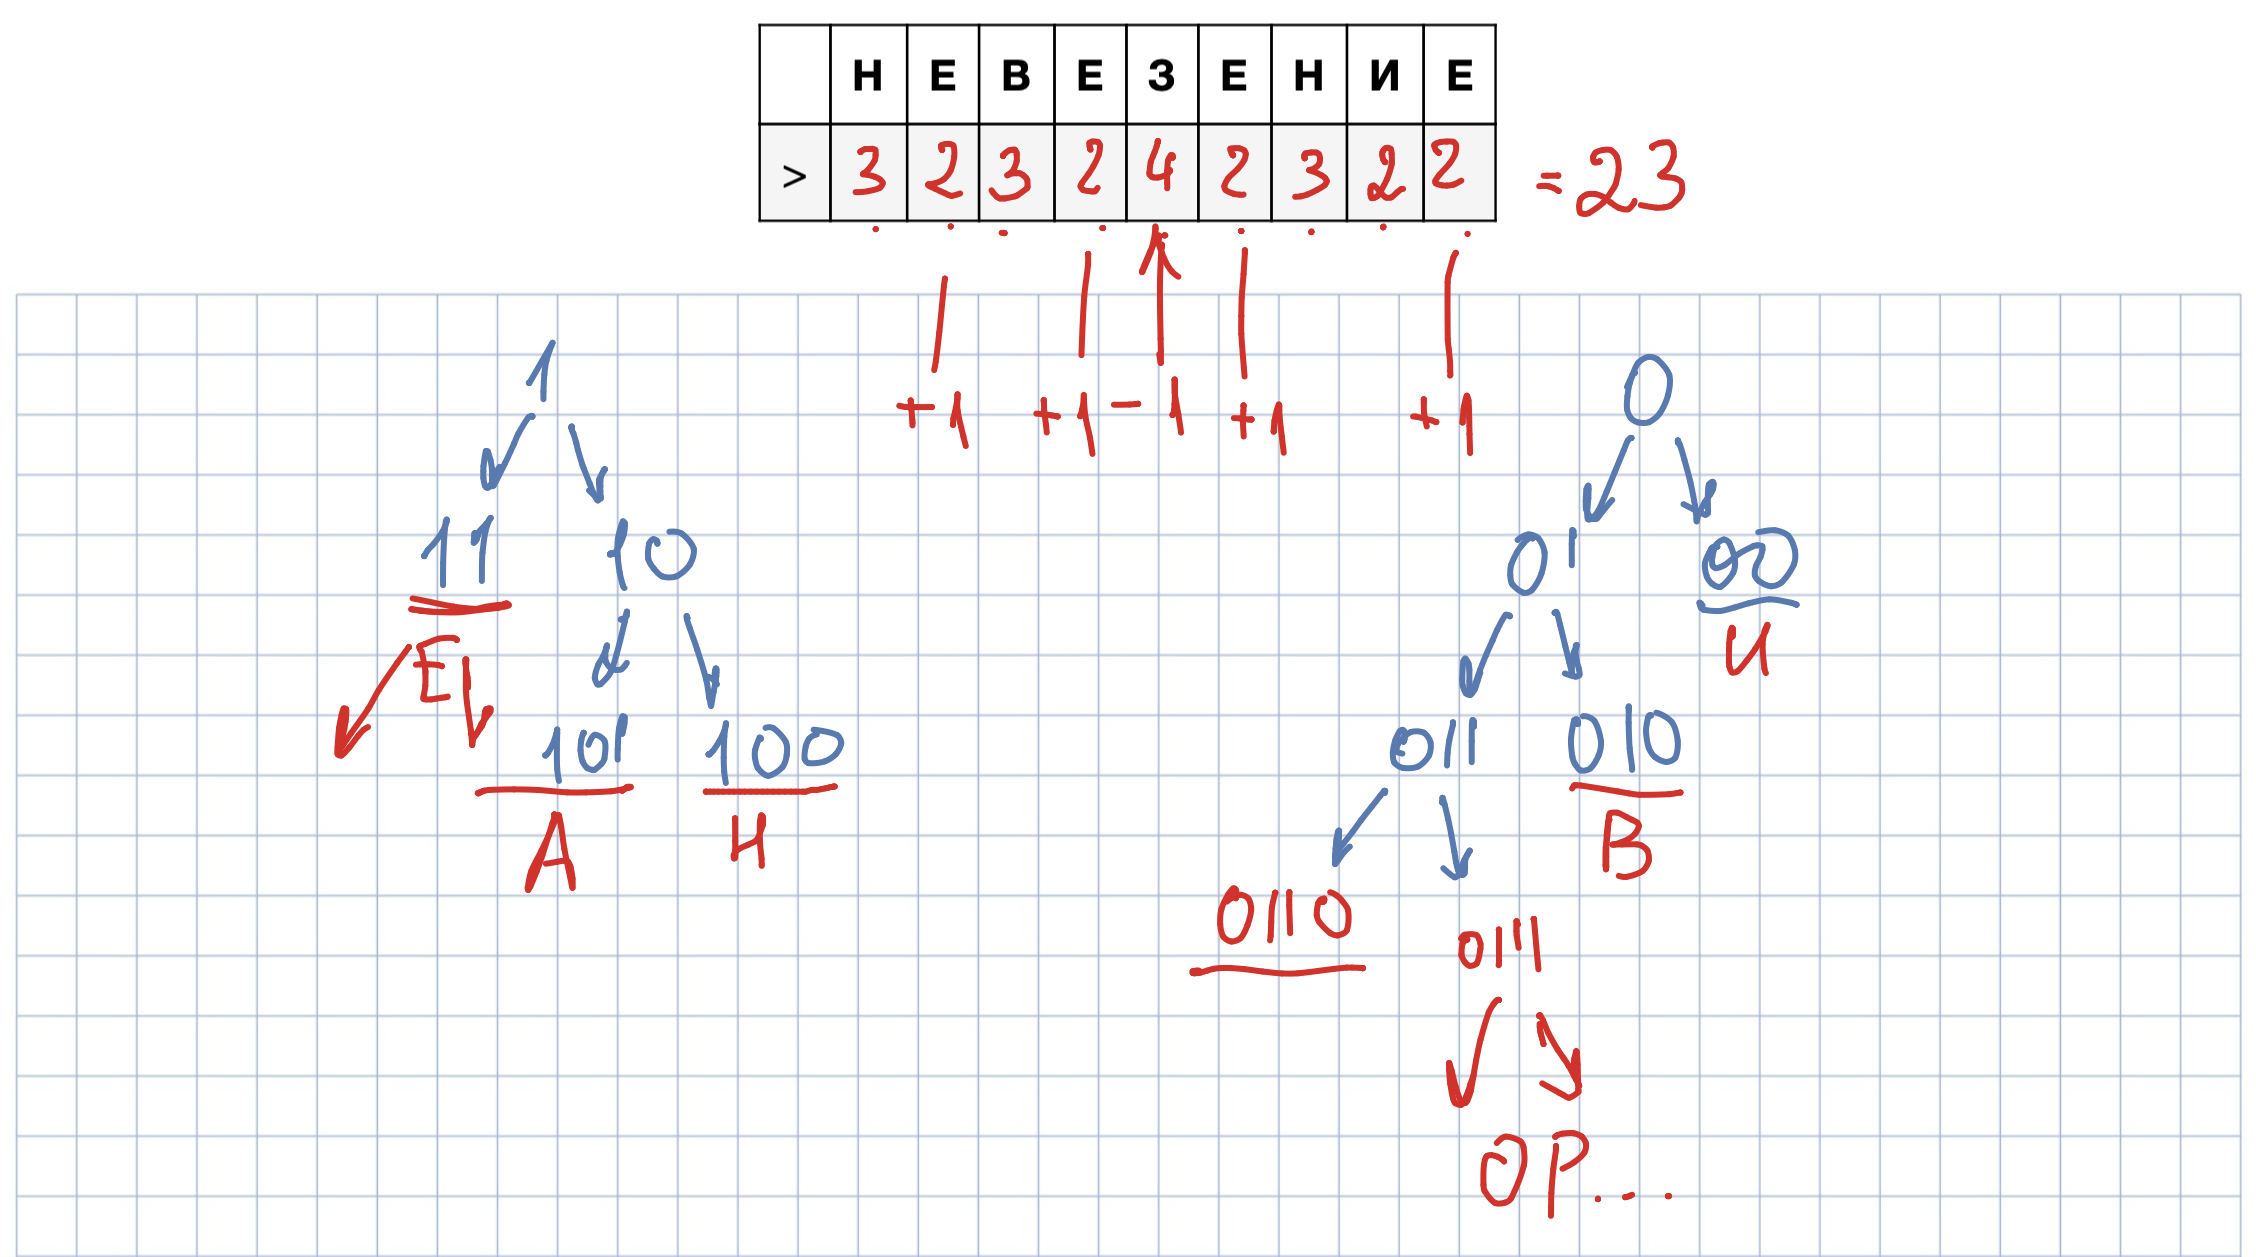 Н Е В Е З Е Н И Е
> 3 2 3 2 4 2 3 2 2 = 23
+1 +1 -1 +1 +1
1 0
11 10 01 00
Е И
101 100 011 010
А Н В
0110 0111
О Р . . .